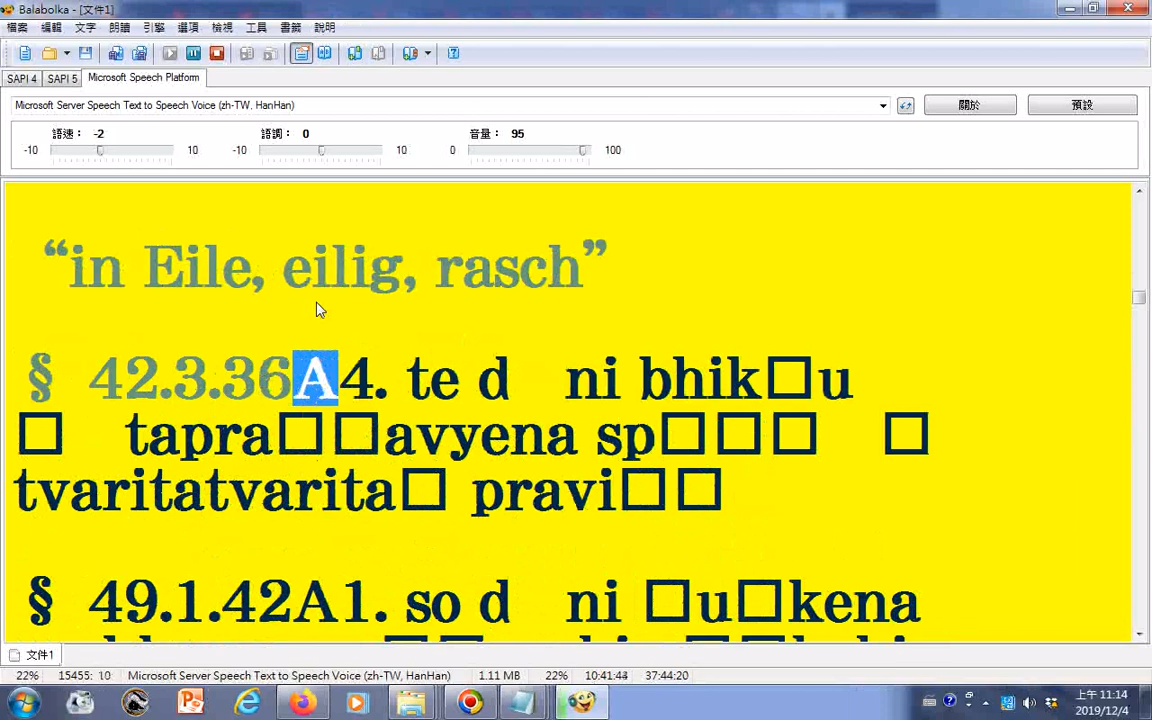 Balabolka - [文件1]
檔案 編輯 文字 朗讀 引擎 選項 檢視 工具 書籤 說明
SAPI 4 SAPI 5 Microsoft Speech Platform
Microsoft Server Speech Text to Speech Voice (zh-TW, HanHan)
關於 預設
語速： -2 語調： 0 音量： 95
-10 10 -10 10 0 100
“in Eile, eilig, rasch”
§ 42.3.36A4. te d ni bhik□u
□ tapra□□avyena sp□□□ □
tvaritatvarita□ pravi□□
§ 49.1.42A1. so d ni □u□kena
文件1
22% 15455: 10 Microsoft Server Speech Text to Speech Voice (zh-TW, HanHan) 1.11 MB 22% 10:41:44 37:44:20
上午 11:14
2019/12/4